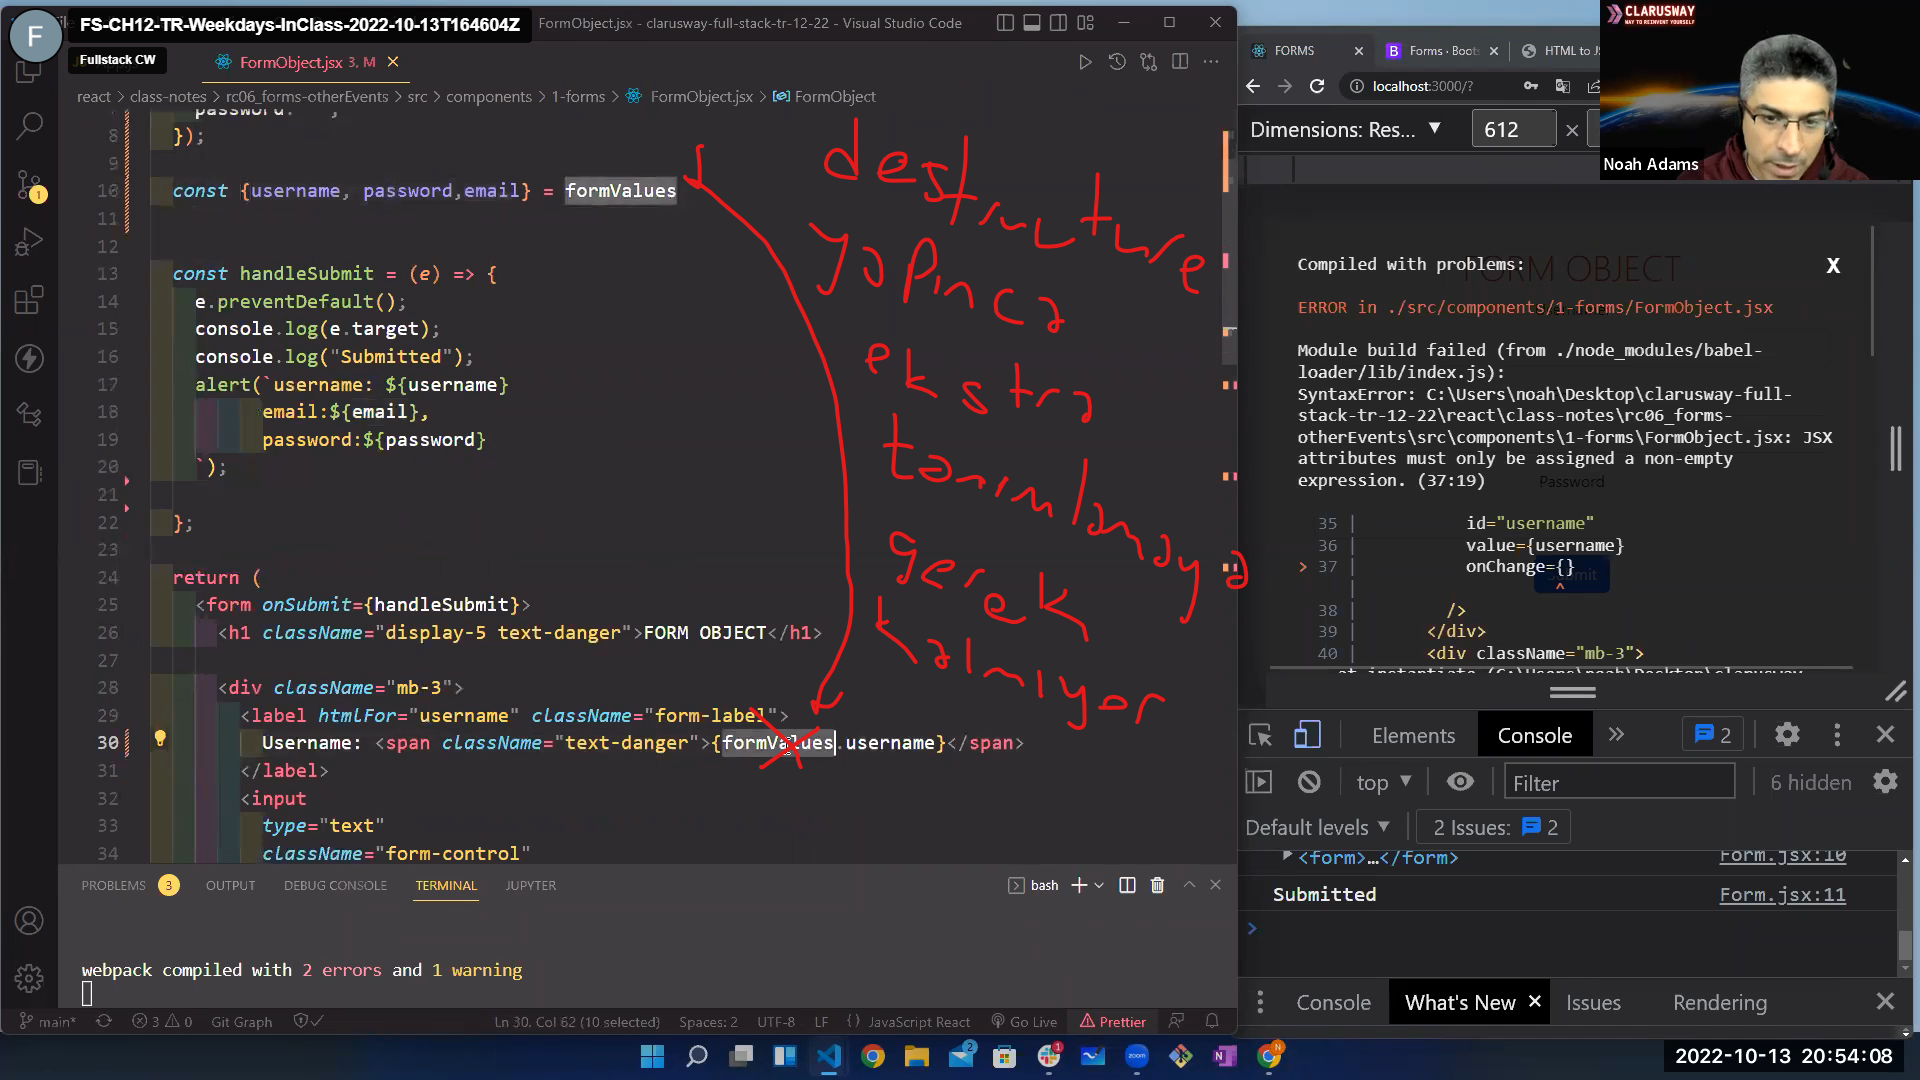 FS-CH12-TR-Weekdays-InClass-2022-10-13T164604Z
F
Fullstack CW
FormObject.jsx - clarusway-full-stack-tr-12-22 - Visual Studio Code
FormObject.jsx 3, M
react > class-notes > rc06_forms-otherEvents > src > components > 1-forms > FormObject.jsx > FormObject
8 });
9
10 const {username, password,email} = formValues
11
12
13 const handleSubmit = (e) => {
14 e.preventDefault();
15 console.log(e.target);
16 console.log("Submitted");
17 alert(`username: ${username}
18 email:${email},
19 password:${password}
20 `);
21
22 };
23
24 return (
25 <form onSubmit={handleSubmit}>
26 <h1 className="display-5 text-danger">FORM OBJECT</h1>
27
28 <div className="mb-3">
29 <label htmlFor="username" className="form-label">
30 Username: <span className="text-danger">{formValues.username}</span>
31 </label>
32 <input
33 type="text"
34 className="form-control"
destructure
yapınca
ekstra
tanımlamaya
gerek
kalmıyor
PROBLEMS 3 OUTPUT DEBUG CONSOLE TERMINAL JUPYTER
bash
webpack compiled with 2 errors and 1 warning
main* 3 0 Git Graph Ln 30, Col 62 (10 selected) Spaces: 2 UTF-8 LF JavaScript React Go Live Prettier
FORMS
Forms · Boots
HTML to JS
localhost:3000/?
Dimensions: Res... 612
CLARUSWAY
WAY TO REINVENT YOURSELF
Noah Adams
FORM OBJECT
Compiled with problems: X
ERROR in ./src/components/1-forms/FormObject.jsx
Module build failed (from ./node_modules/babel-
loader/lib/index.js):
SyntaxError: C:\Users\noah\Desktop\clarusway-full-
stack-tr-12-22\react\class-notes\rc06_forms-
otherEvents\src\components\1-forms\FormObject.jsx: JSX
attributes must only be assigned a non-empty
expression. (37:19)
Password
35 | id="username"
36 | value={username}
> 37 | onChange={}
| ^
Submit
38 | />
39 | </div>
40 | <div className="mb-3">
Elements Console 2
top Filter 6 hidden
Default levels 2 Issues: 2
<form>…</form> Form.jsx:10
Submitted Form.jsx:11
Console What's New Issues Rendering
2022-10-13 20:54:08